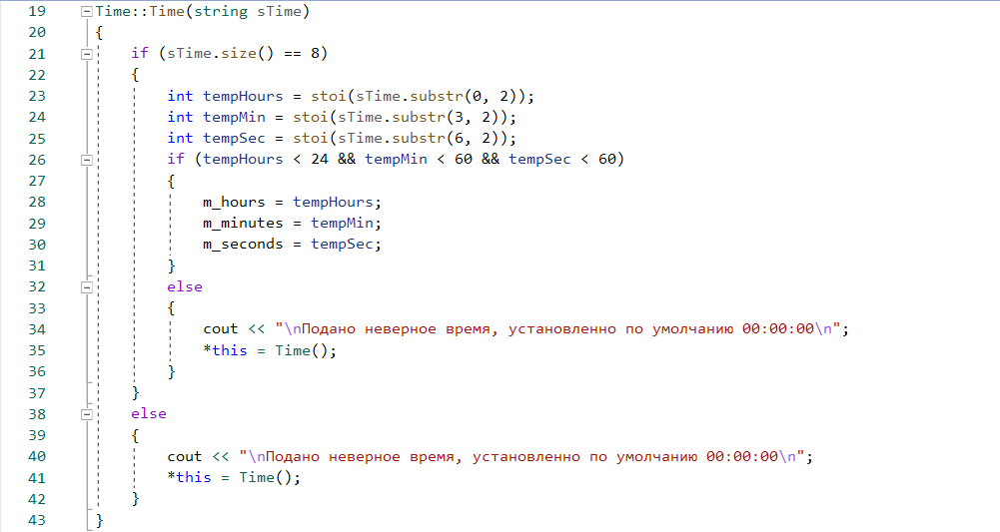 19 Time::Time(string sTime)
20 {
21 if (sTime.size() == 8)
22 {
23 int tempHours = stoi(sTime.substr(0, 2));
24 int tempMin = stoi(sTime.substr(3, 2));
25 int tempSec = stoi(sTime.substr(6, 2));
26 if (tempHours < 24 && tempMin < 60 && tempSec < 60)
27 {
28 m_hours = tempHours;
29 m_minutes = tempMin;
30 m_seconds = tempSec;
31 }
32 else
33 {
34 cout << "\nПодано неверное время, установленно по умолчанию 00:00:00\n";
35 *this = Time();
36 }
37 }
38 else
39 {
40 cout << "\nПодано неверное время, установленно по умолчанию 00:00:00\n";
41 *this = Time();
42 }
43 }